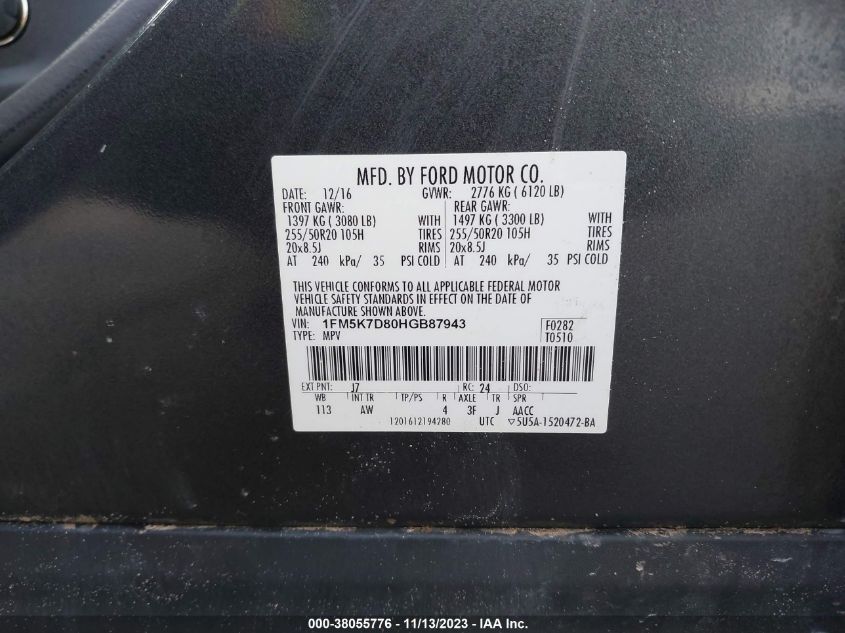 MFD. BY FORD MOTOR CO.
DATE: 12/16 GVWR: 2776 KG ( 6120 LB)
FRONT GAWR: REAR GAWR:
1397 KG ( 3080 LB) WITH 1497 KG ( 3300 LB) WITH
255/50R20 105H TIRES 255/50R20 105H TIRES
20x8.5J RIMS 20x8.5J RIMS
AT 240 kPa/ 35 PSI COLD AT 240 kPa/ 35 PSI COLD
THIS VEHICLE CONFORMS TO ALL APPLICABLE FEDERAL MOTOR
VEHICLE SAFETY STANDARDS IN EFFECT ON THE DATE OF
MANUFACTURE SHOWN ABOVE.
VIN: 1FM5K7D80HGB87943 F0282
TYPE: MPV T0510
EXT PNT: J7 RC: 24 DSO:
WB INT TR TP/PS R AXLE TR SPR
113 AW 4 3F J AACC
1201612194280 UTC ▽5U5A-1520472-BA
000-38055776 - 11/13/2023 - IAA Inc.